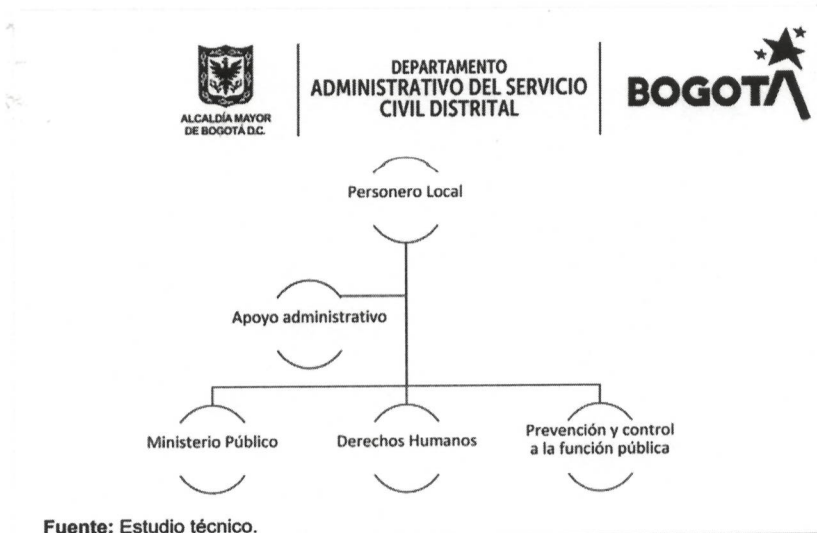 ALCALDÍA MAYOR
DE BOGOTÁ D.C.
DEPARTAMENTO
ADMINISTRATIVO DEL SERVICIO
CIVIL DISTRITAL
BOGOTÁ
Personero Local
Apoyo administrativo
Ministerio Público
Derechos Humanos
Prevención y control
a la función pública
Fuente: Estudio técnico.